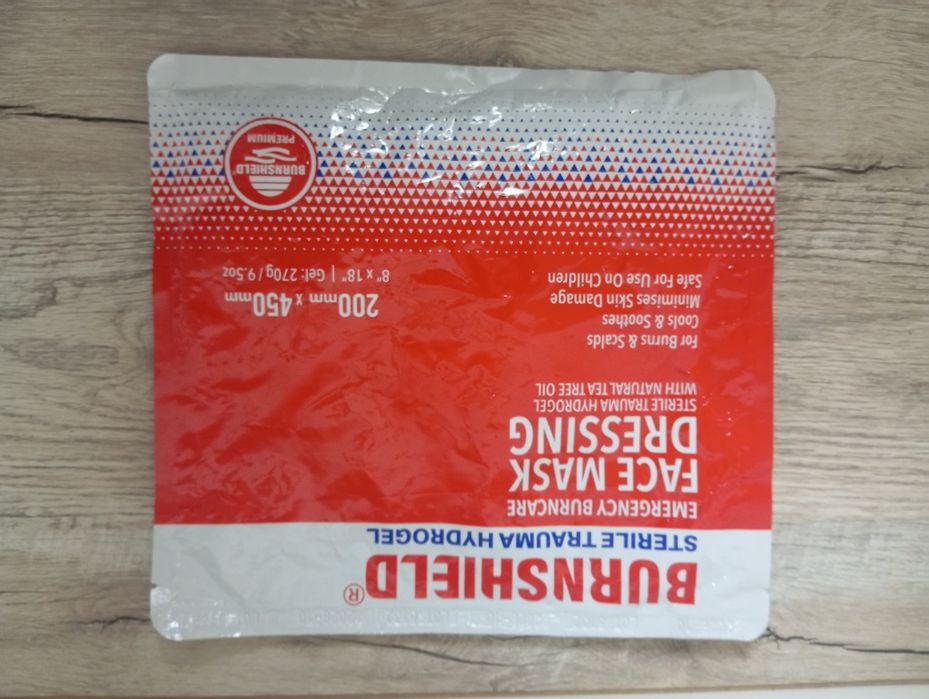 BURNSHIELD®
STERILE TRAUMA HYDROGEL
EMERGENCY BURNCARE
FACE MASK
DRESSING
STERILE TRAUMA HYDROGEL
WITH NATURAL TEA TREE OIL
For Burns & Scalds
Cools & Soothes
Minimises Skin Damage
Safe For Use On Children
200mm x 450mm
8" x 18" | Gel: 270g / 9.5oz
BURNSHIELD®
PREMIUM